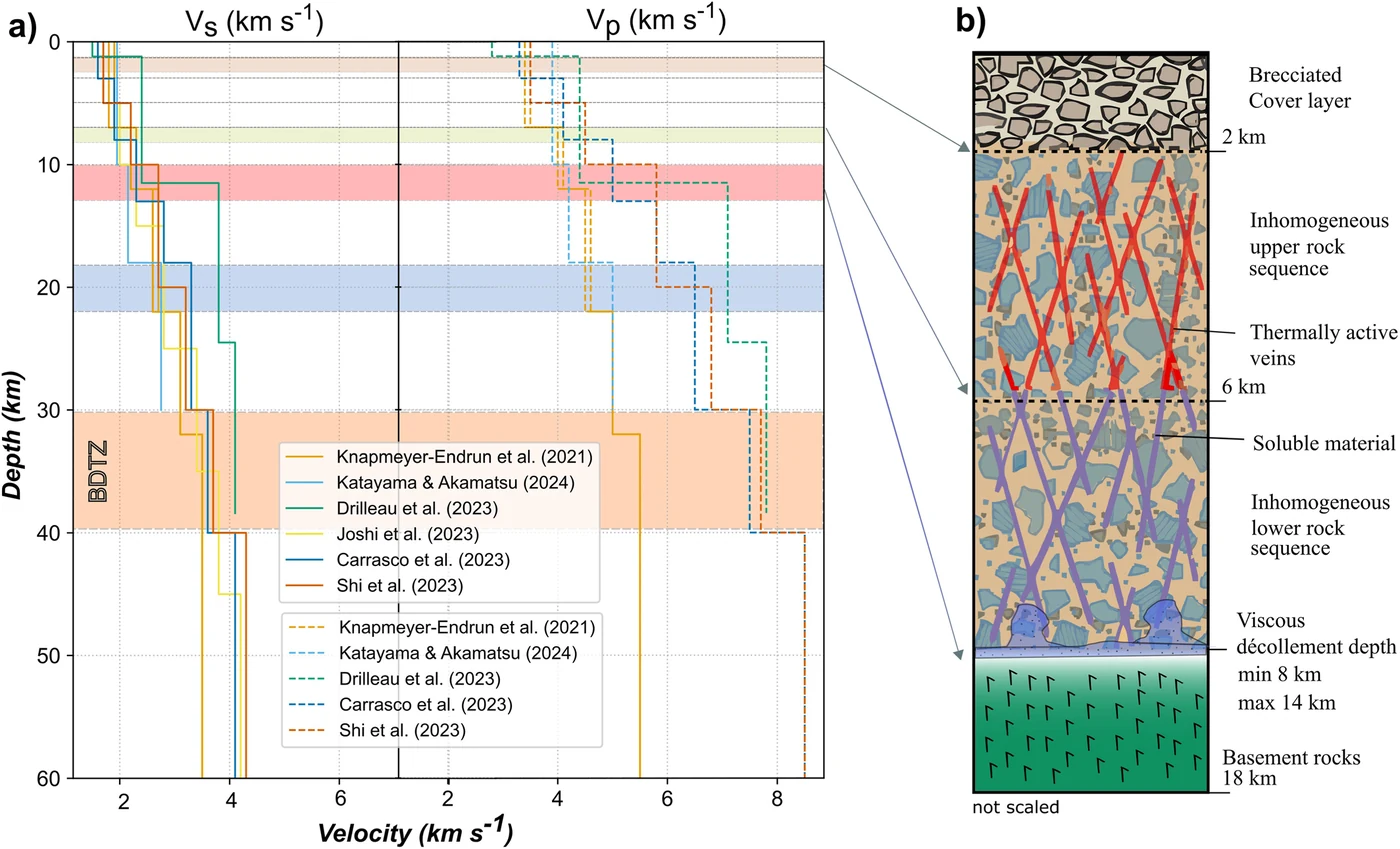 a)
Vs (km s-1)
Vp (km s-1)
0
10
20
30
40
50
60
Depth (km)
BDTZ
Knapmeyer-Endrun et al. (2021)
Katayama & Akamatsu (2024)
Drilleau et al. (2023)
Joshi et al. (2023)
Carrasco et al. (2023)
Shi et al. (2023)
Knapmeyer-Endrun et al. (2021)
Katayama & Akamatsu (2024)
Drilleau et al. (2023)
Carrasco et al. (2023)
Shi et al. (2023)
2 4 6 2 4 6 8
Velocity (km s-1)
b)
Brecciated
Cover layer
2 km
Inhomogeneous
upper rock
sequence
Thermally active
veins
6 km
Soluble material
Inhomogeneous
lower rock
sequence
Viscous
décollement depth
min 8 km
max 14 km
Basement rocks
18 km
not scaled